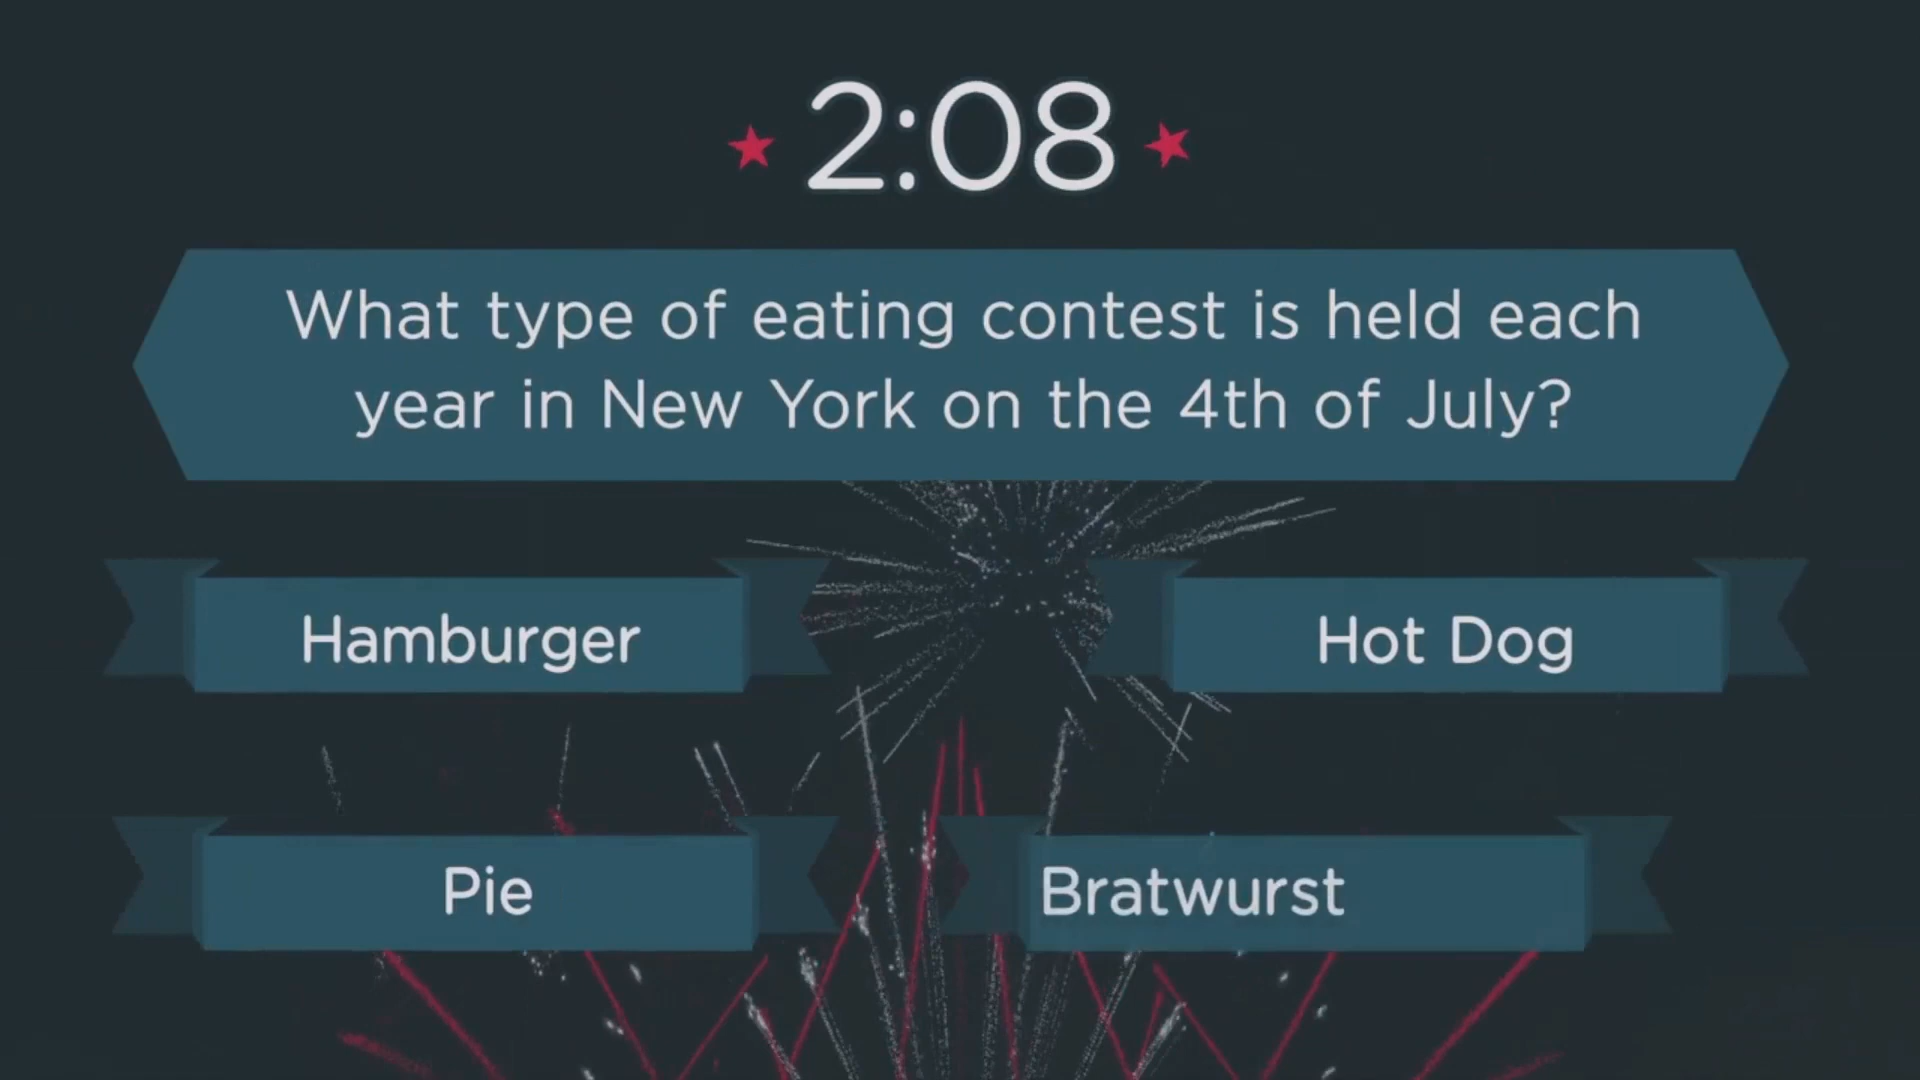 2:08
What type of eating contest is held each
year in New York on the 4th of July?
Hamburger
Hot Dog
Pie
Bratwurst